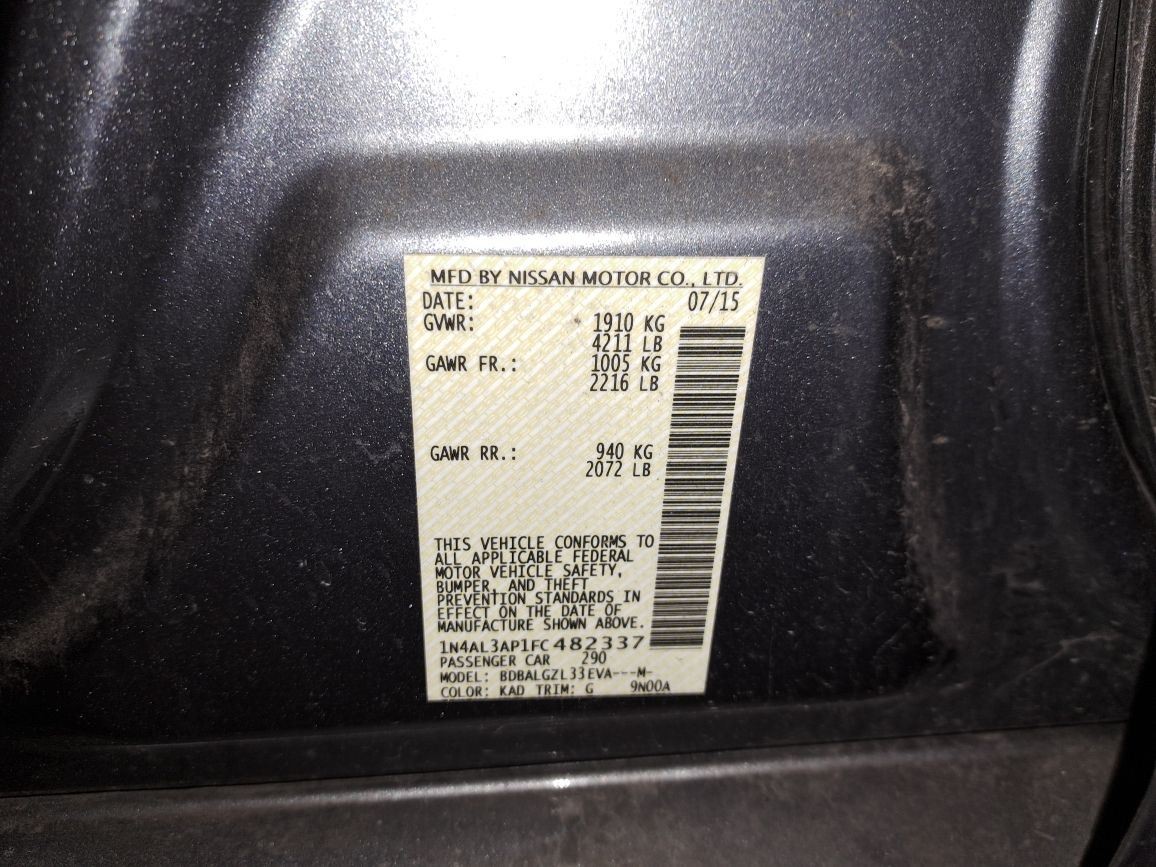 MFD BY NISSAN MOTOR CO., LTD.
DATE: 07/15
GVWR: 1910 KG
4211 LB
GAWR FR.: 1005 KG
2216 LB
GAWR RR.: 940 KG
2072 LB
THIS VEHICLE CONFORMS TO
ALL APPLICABLE FEDERAL
MOTOR VEHICLE SAFETY,
BUMPER, AND THEFT
PREVENTION STANDARDS IN
EFFECT ON THE DATE OF
MANUFACTURE SHOWN ABOVE.
1N4AL3AP1FC482337
PASSENGER CAR 290
MODEL: BDBALGZL33EVA---M-
COLOR: KAD TRIM: G 9N00A